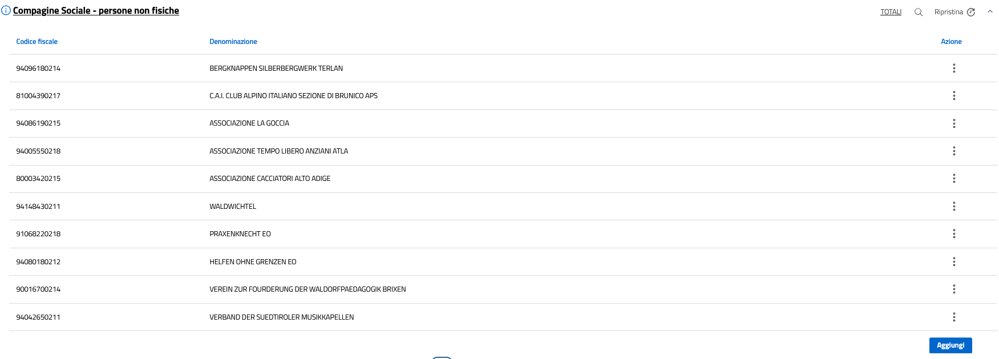 Compagine Sociale - persone non fisiche
TOTALI Ripristina
Codice fiscale Denominazione Azione
94096180214 BERGKNAPPEN SILBERBERGWERK TERLAN
81004390217 C.A.I. CLUB ALPINO ITALIANO SEZIONE DI BRUNICO APS
94086190215 ASSOCIAZIONE LA GOCCIA
94005550218 ASSOCIAZIONE TEMPO LIBERO ANZIANI ATLA
80003420215 ASSOCIAZIONE CACCIATORI ALTO ADIGE
94148430211 WALDWICHTEL
91068220218 PRAXENKNECHT EO
94080180212 HELFEN OHNE GRENZEN EO
90016700214 VEREIN ZUR FOURDERUNG DER WALDORFPAEDAGOGIK BRIXEN
94042650211 VERBAND DER SUEDTIROLER MUSIKKAPELLEN
Aggiungi